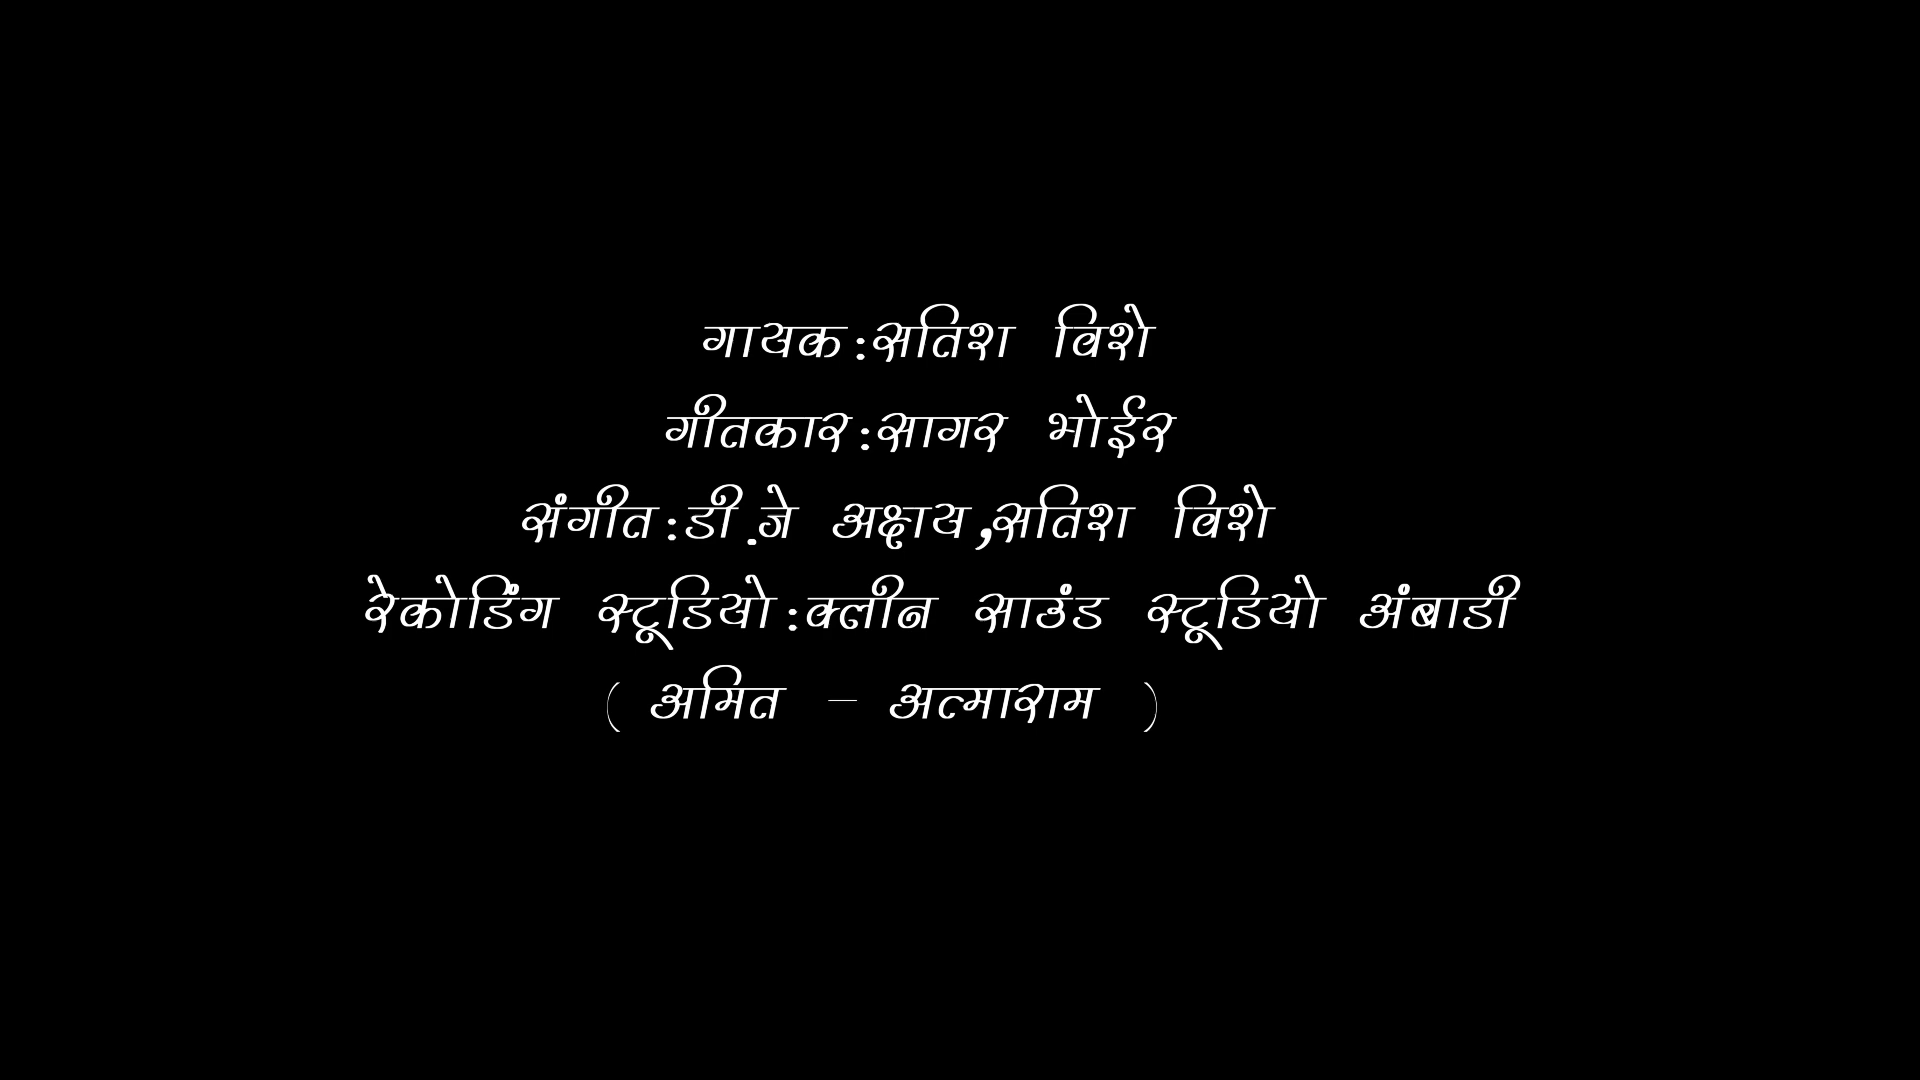 गायक:सतिश विशे
गीतकार:सागर भोईर
संगीत:डी.जे अक्षय,सतिश विशे
रेकोडिंग स्टूडियो:क्लीन साउंड स्टूडियो अंबाडी
( अमित - अत्माराम )